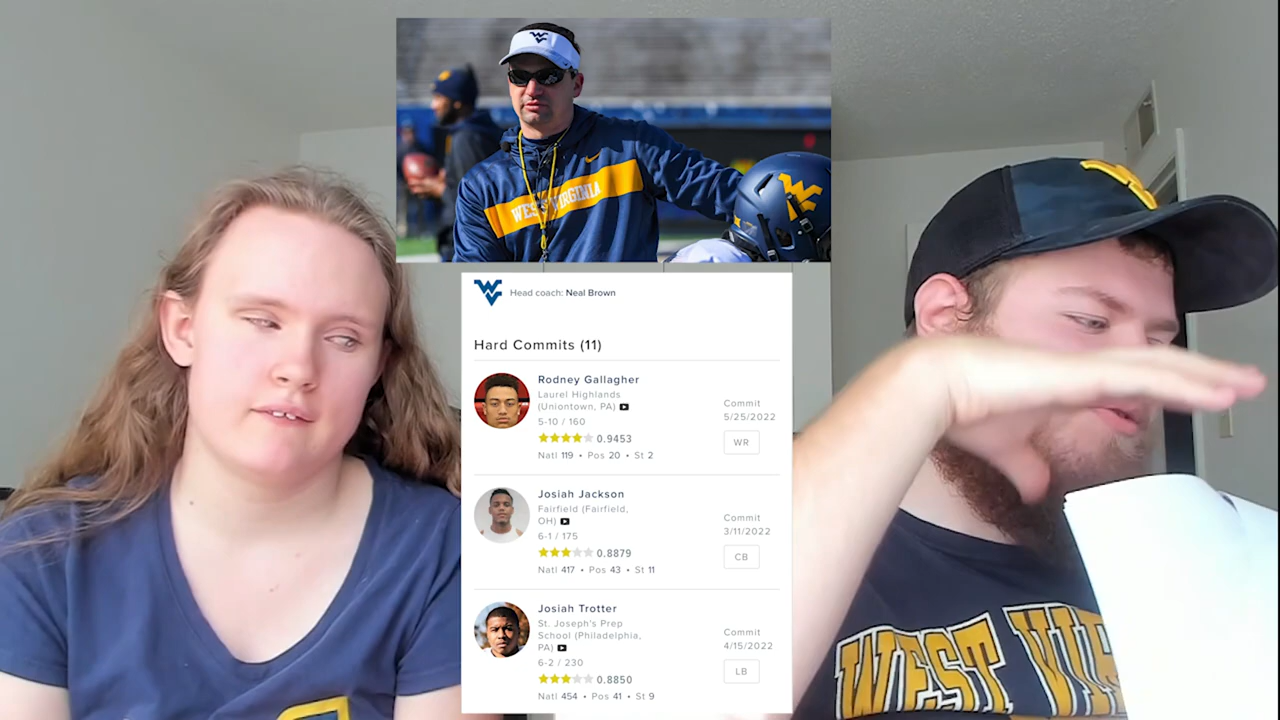 WEST VIRGINIA
Head coach: Neal Brown
Hard Commits (11)
Rodney Gallagher
Laurel Highlands
(Uniontown, PA)
5-10 / 160
0.9453
Natl 119 • Pos 20 • St 2
Commit
5/25/2022
WR
Josiah Jackson
Fairfield (Fairfield,
OH)
6-1 / 175
0.8879
Natl 417 • Pos 43 • St 11
Commit
3/11/2022
CB
Josiah Trotter
St. Joseph's Prep
School (Philadelphia,
PA)
6-2 / 230
0.8850
Natl 454 • Pos 41 • St 9
Commit
4/15/2022
LB
WEST VI